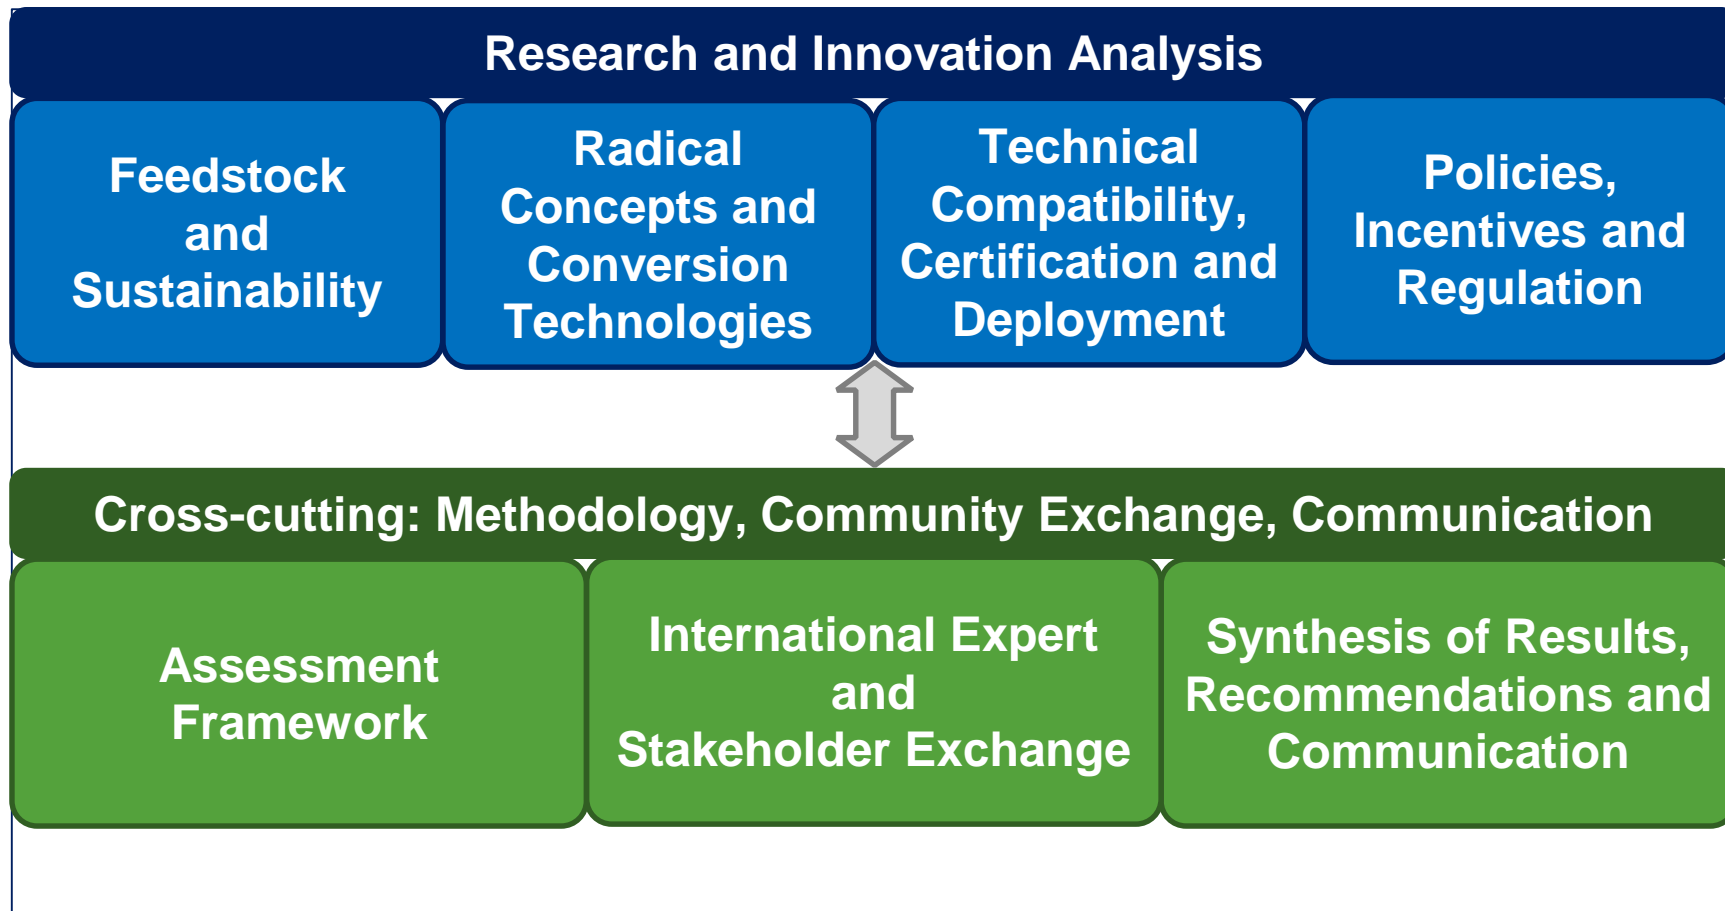 Research and Innovation Analysis
Feedstock
and
Sustainability
Radical
Concepts and
Conversion
Technologies
Technical
Compatibility,
Certification and
Deployment
Policies,
Incentives and
Regulation
Cross-cutting: Methodology, Community Exchange, Communication
Assessment
Framework
International Expert
and
Stakeholder Exchange
Synthesis of Results,
Recommendations and
Communication